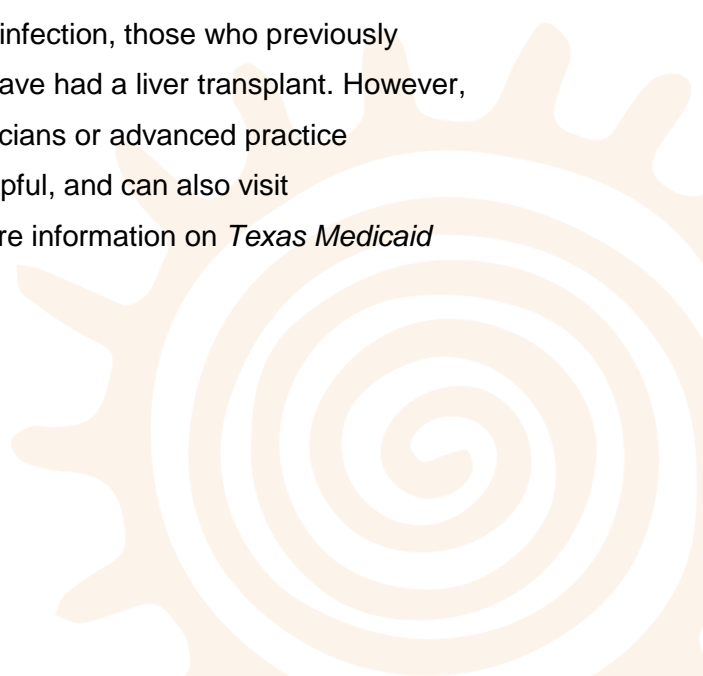 infection, those who previously
ave had a liver transplant. However,
cians or advanced practice
pful, and can also visit
re information on Texas Medicaid